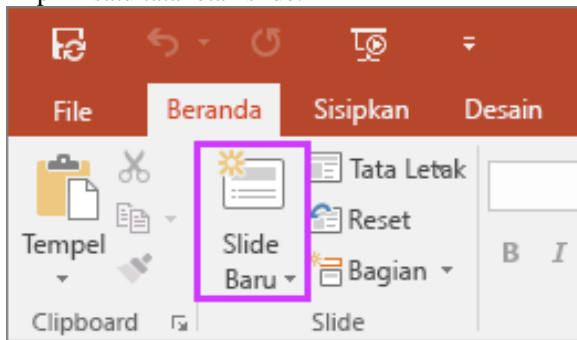 File Beranda Sisipkan Desain
Tata Letak
Reset
Tempel Slide
Baru Bagian B I
Clipboard Slide